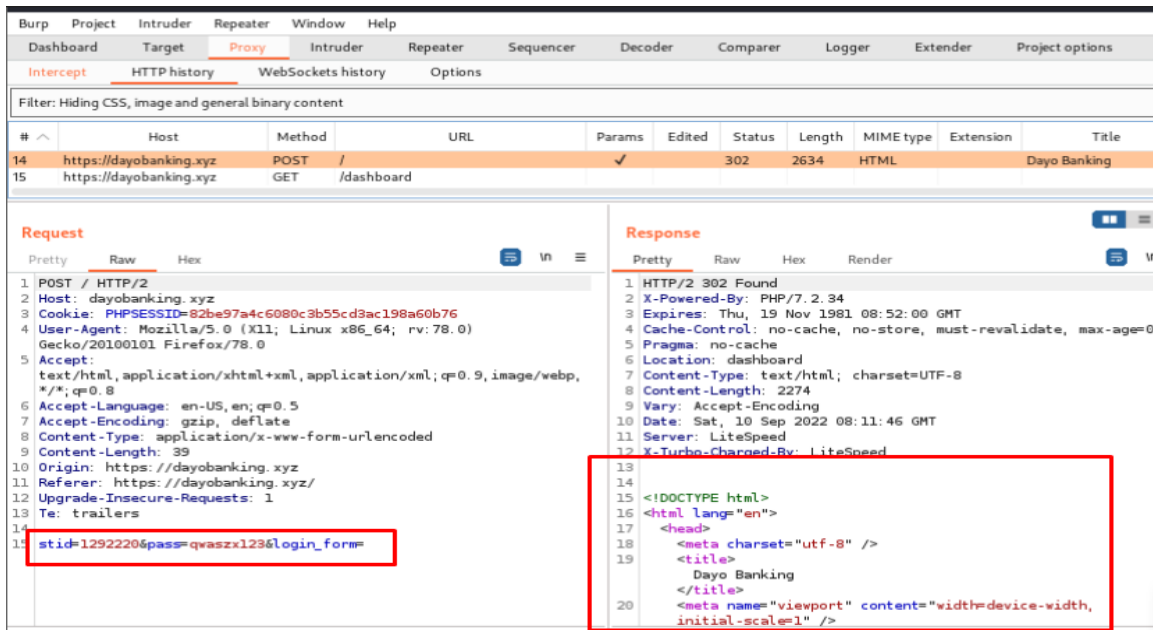 Burp Project Intruder Repeater Window Help
Dashboard Target Proxy Intruder Repeater Sequencer Decoder Comparer Logger Extender Project options
Intercept HTTP history WebSockets history Options
Filter: Hiding CSS, image and general binary content
# Host Method URL Params Edited Status Length MIME type Extension Title
14 https://dayobanking.xyz POST / ✓ 302 2634 HTML Dayo Banking
15 https://dayobanking.xyz GET /dashboard
Request
Pretty Raw Hex \n
1 POST / HTTP/2
2 Host: dayobanking.xyz
3 Cookie: PHPSESSID=82be97a4c6080c3b55cd3ac198a60b76
4 User-Agent: Mozilla/5.0 (X11; Linux x86_64; rv:78.0)
Gecko/20100101 Firefox/78.0
5 Accept:
text/html,application/xhtml+xml,application/xml;q=0.9,image/webp,
*/*;q=0.8
6 Accept-Language: en-US,en;q=0.5
7 Accept-Encoding: gzip, deflate
8 Content-Type: application/x-www-form-urlencoded
9 Content-Length: 39
10 Origin: https://dayobanking.xyz
11 Referer: https://dayobanking.xyz/
12 Upgrade-Insecure-Requests: 1
13 Te: trailers
14
15 stid=1292220&pass=qwaszx123&login_form=
Response
Pretty Raw Hex Render
1 HTTP/2 302 Found
2 X-Powered-By: PHP/7.2.34
3 Expires: Thu, 19 Nov 1981 08:52:00 GMT
4 Cache-Control: no-cache, no-store, must-revalidate, max-age=0
5 Pragma: no-cache
6 Location: dashboard
7 Content-Type: text/html; charset=UTF-8
8 Content-Length: 2274
9 Vary: Accept-Encoding
10 Date: Sat, 10 Sep 2022 08:11:46 GMT
11 Server: LiteSpeed
12 X-Turbo-Charged-By: LiteSpeed
13
14
15 <!DOCTYPE html>
16 <html lang="en">
17 <head>
18 <meta charset="utf-8" />
19 <title>
Dayo Banking
</title>
20 <meta name="viewport" content="width=device-width,
initial-scale=1" />